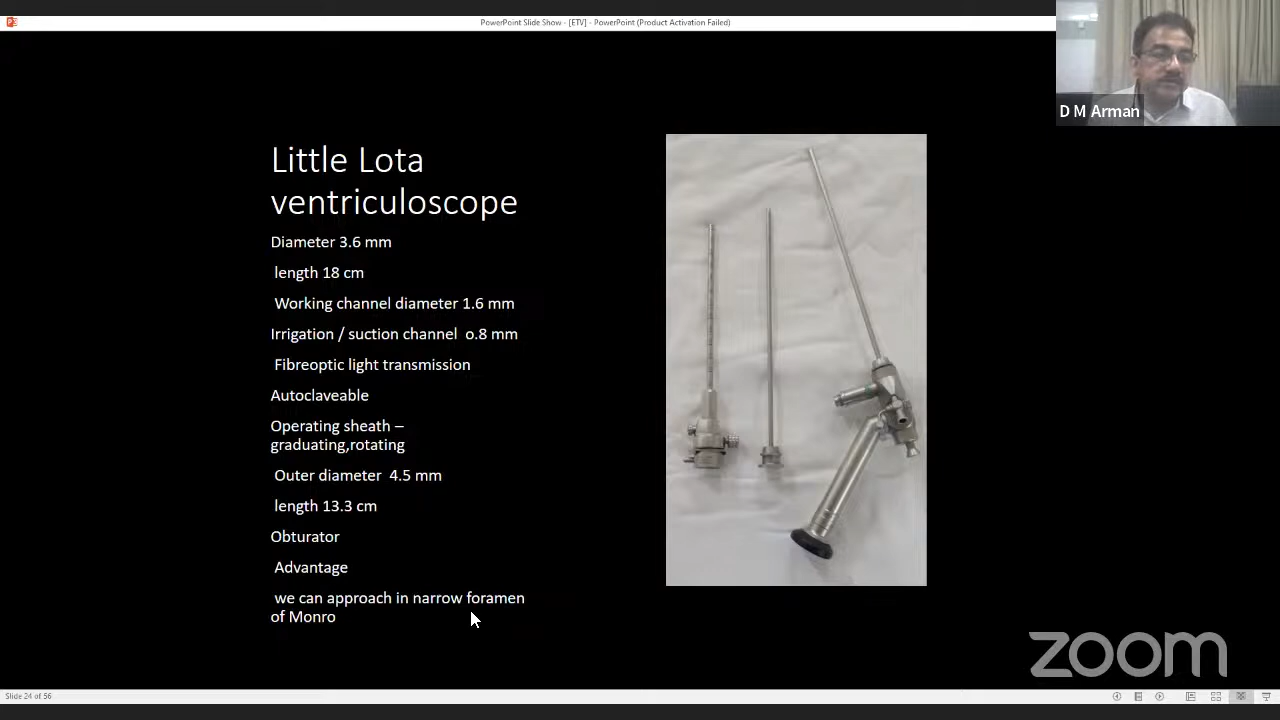 PowerPoint Slide Show - [ETV] - PowerPoint (Product Activation Failed)
D M Arman
Little Lota
ventriculoscope
Diameter 3.6 mm
length 18 cm
Working channel diameter 1.6 mm
Irrigation / suction channel o.8 mm
Fibreoptic light transmission
Autoclaveable
Operating sheath –
graduating,rotating
Outer diameter 4.5 mm
length 13.3 cm
Obturator
Advantage
we can approach in narrow foramen
of Monro
zoom
Slide 24 of 56